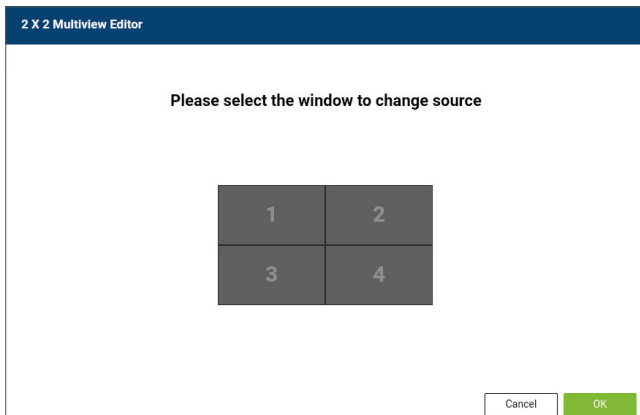 2 X 2 Multiview Editor
Please select the window to change source
1 2
3 4
Cancel OK